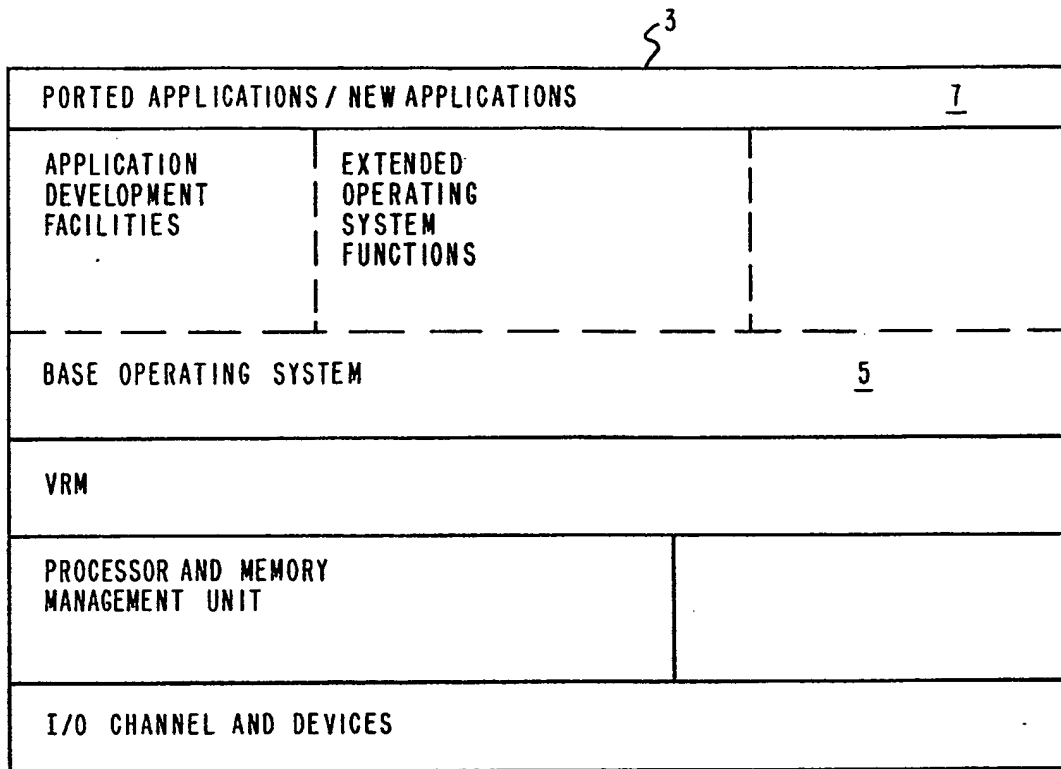 3
PORTED APPLICATIONS / NEW APPLICATIONS 7
APPLICATION
DEVELOPMENT
FACILITIES
EXTENDED
OPERATING
SYSTEM
FUNCTIONS
BASE OPERATING SYSTEM 5
VRM
PROCESSOR AND MEMORY
MANAGEMENT UNIT
I/O CHANNEL AND DEVICES